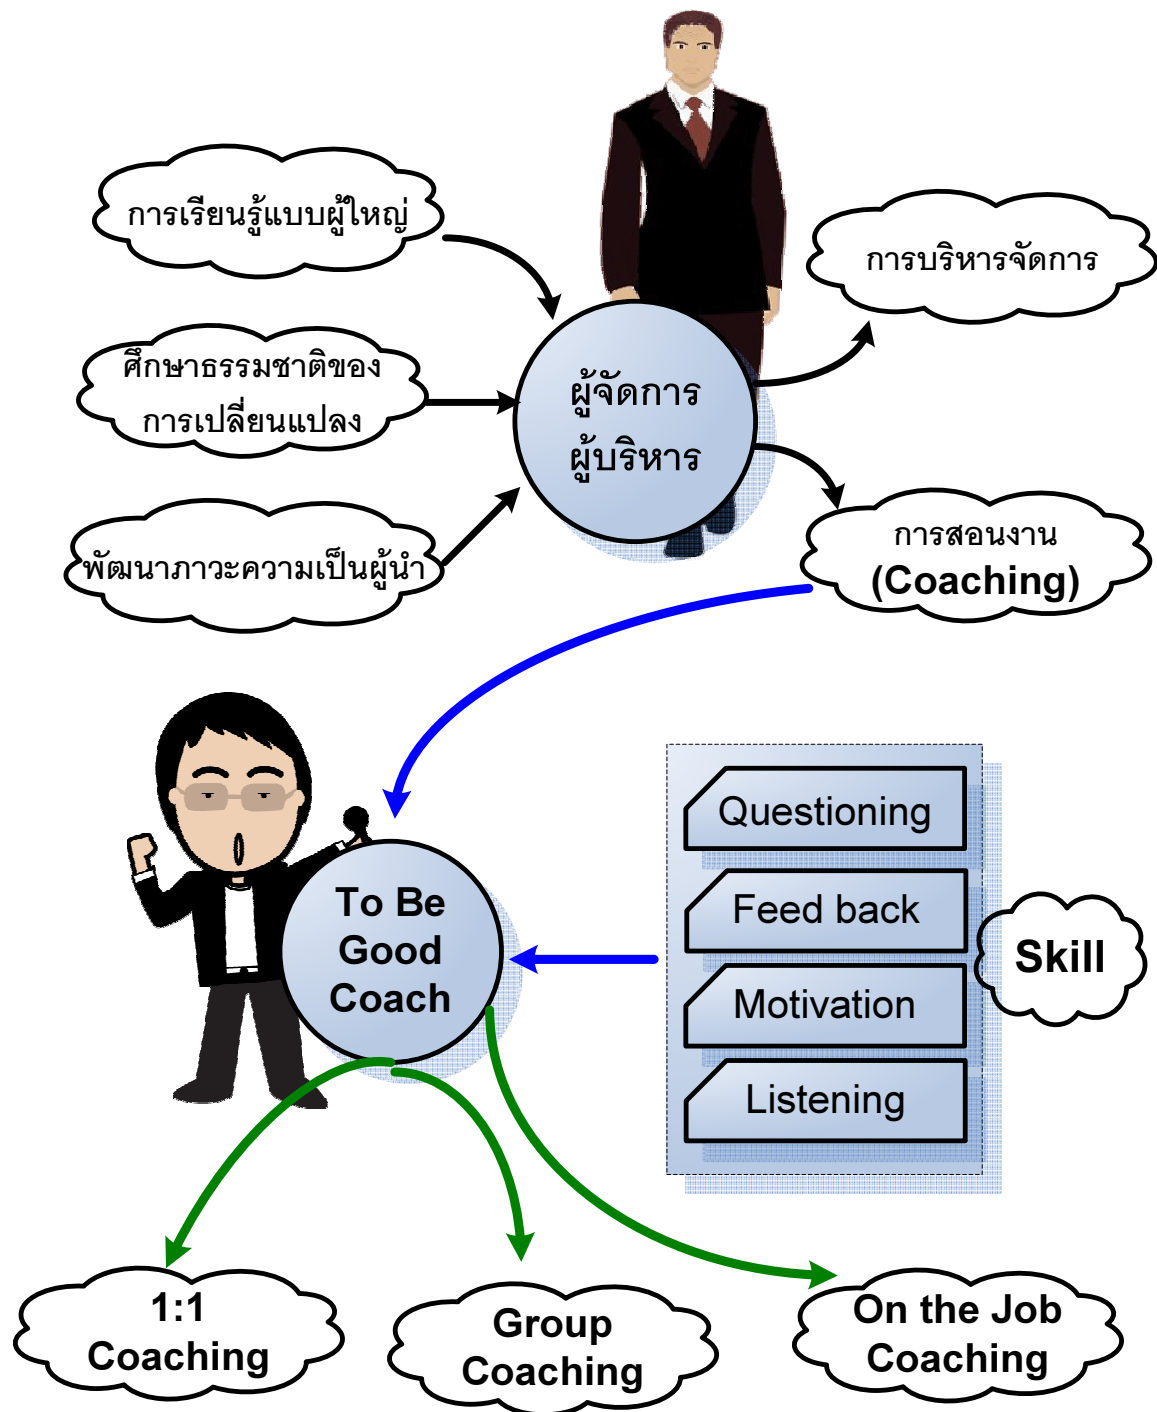 การเรียนรู้แบบผู้ใหญ่
การบริหารจัดการ
ศึกษาธรรมชาติของ
การเปลี่ยนแปลง
ผู้จัดการ
ผู้บริหาร
พัฒนาภาวะความเป็นผู้นำ
การสอนงาน
(Coaching)
To Be
Good
Coach
Questioning
Feed back
Motivation
Listening
Skill
1:1
Coaching
Group
Coaching
On the Job
Coaching